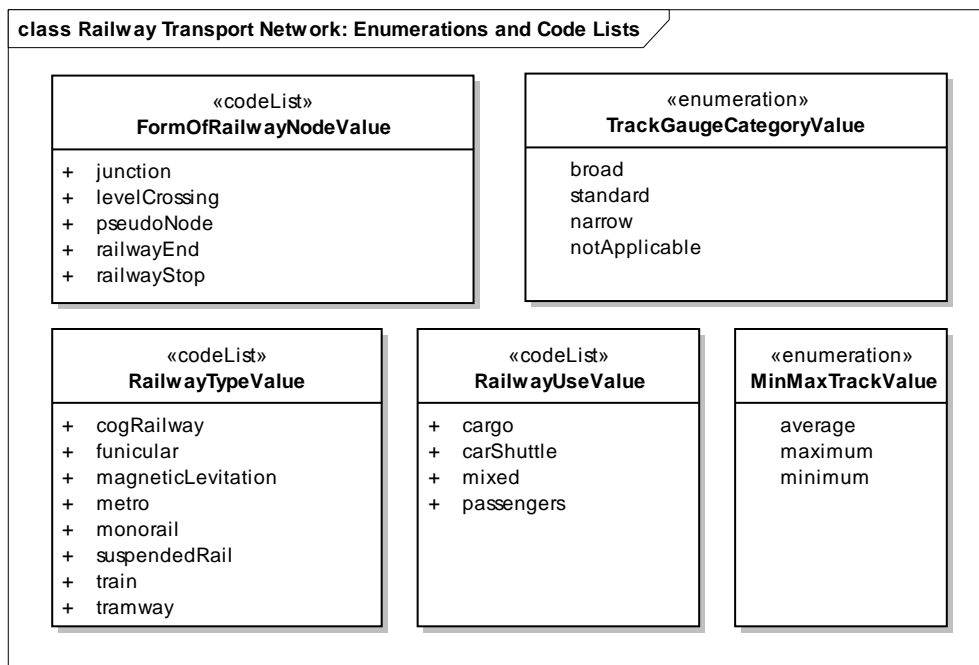 class Railway Transport Network: Enumerations and Code Lists
«codeList»
FormOfRailwayNodeValue
+ junction
+ levelCrossing
+ pseudoNode
+ railwayEnd
+ railwayStop
«enumeration»
TrackGaugeCategoryValue
broad
standard
narrow
notApplicable
«codeList»
RailwayTypeValue
+ cogRailway
+ funicular
+ magneticLevitation
+ metro
+ monorail
+ suspendedRail
+ train
+ tramway
«codeList»
RailwayUseValue
+ cargo
+ carShuttle
+ mixed
+ passengers
«enumeration»
MinMaxTrackValue
average
maximum
minimum